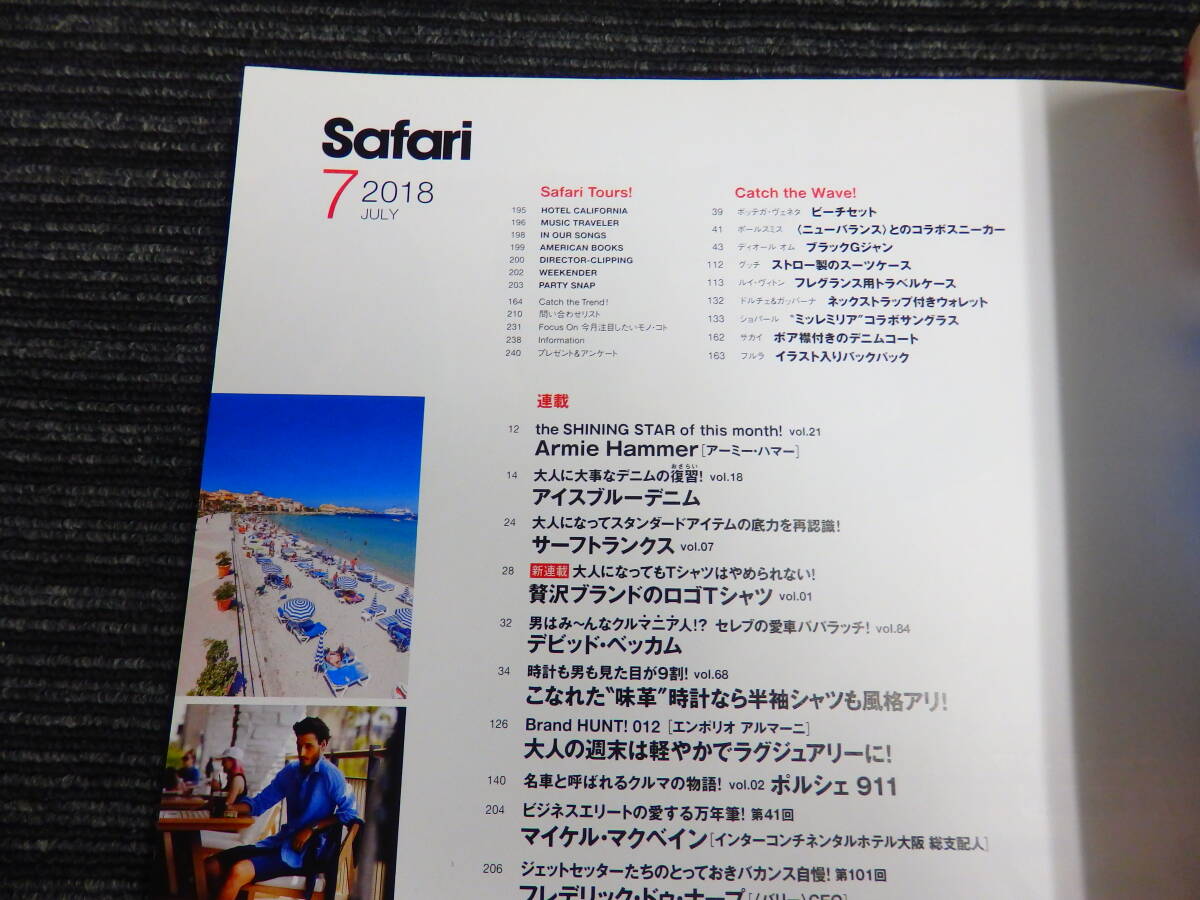 Safari
7 2018
JULY
Safari Tours!
195 HOTEL CALIFORNIA
196 MUSIC TRAVELER
198 IN OUR SONGS
199 AMERICAN BOOKS
200 DIRECTOR-CLIPPING
202 WEEKENDER
203 PARTY SNAP
164 Catch the Trend!
210 問い合わせリスト
231 Focus On 今月注目したいモノ・コト
238 Information
240 プレゼント&アンケート
Catch the Wave!
39 ボッテガ・ヴェネタ ビーチセット
41 ポールスミス 〈ニューバランス〉とのコラボスニーカー
43 ディオール オム ブラックGジャン
112 グッチ ストロー製のスーツケース
113 ルイ・ヴィトン フレグランス用トラベルケース
132 ドルチェ&ガッバーナ ネックストラップ付きウォレット
133 ショパール “ミッレミリア”コラボサングラス
162 サカイ ボア襟付きのデニムコート
163 フルラ イラスト入りバックパック
連載
12 the SHINING STAR of this month! vol.21
Armie Hammer[アーミー・ハマー]
14 大人に大事なデニムの復習! vol.18
おさらい
アイスブルーデニム
24 大人になってスタンダードアイテムの底力を再認識!
サーフトランクス vol.07
28 新連載 大人になってもTシャツはやめられない!
贅沢ブランドのロゴTシャツ vol.01
32 男はみ〜んなクルマニア人!? セレブの愛車パパラッチ! vol.84
デビッド・ベッカム
34 時計も男も見た目が9割! vol.68
こなれた“味革”時計なら半袖シャツも風格アリ!
126 Brand HUNT! 012 [エンポリオ アルマーニ]
大人の週末は軽やかでラグジュアリーに!
140 名車と呼ばれるクルマの物語! vol.02 ポルシェ 911
204 ビジネスエリートの愛する万年筆! 第41回
マイケル・マクベイン[インターコンチネンタルホテル大阪 総支配人]
206 ジェットセッターたちのとっておきバカンス自慢! 第101回
フレデリック・ドゥ・ナープ[〈バリー〉CEO]